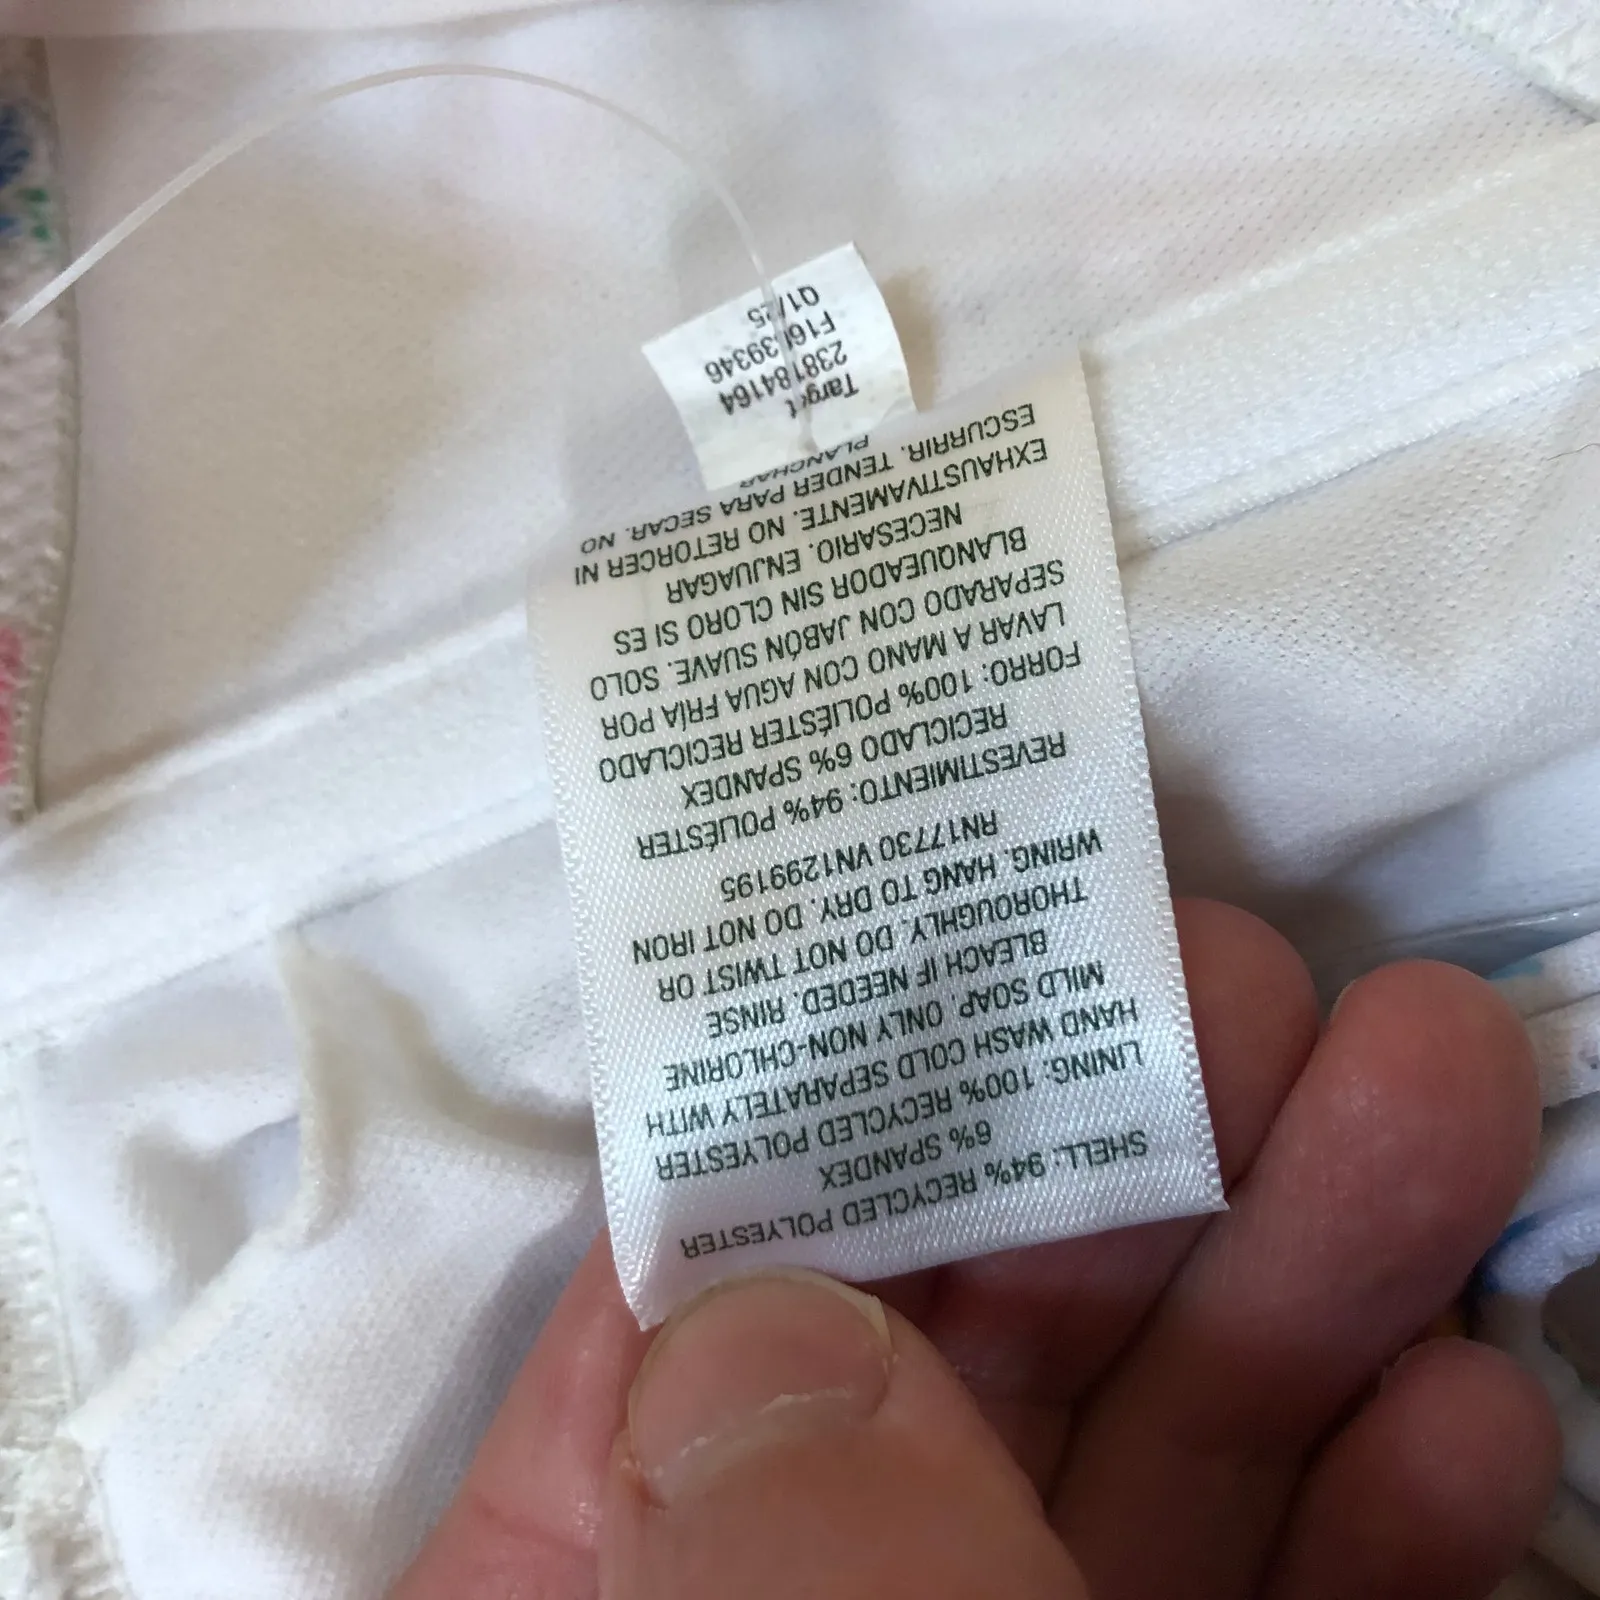 SHELL: 94% RECYCLED POLYESTER
6% SPANDEX
LINING: 100% RECYCLED POLYESTER
HAND WASH COLD SEPARATELY WITH
MILD SOAP. ONLY NON-CHLORINE
BLEACH IF NEEDED. RINSE
THOROUGHLY. DO NOT TWIST OR
WRING. HANG TO DRY. DO NOT IRON
RN17730 VN1299195
REVESTIMIENTO: 94% POLIÉSTER
RECICLADO 6% SPANDEX
FORRO: 100% POLIÉSTER RECICLADO
LAVAR A MANO CON AGUA FRÍA POR
SEPARADO CON JABÓN SUAVE. SOLO
BLANQUEADOR SIN CLORO SI ES
NECESARIO. ENJUAGAR
EXHAUSTIVAMENTE. NO RETORCER NI
ESCURRIR. TENDER PARA SECAR. NO
PLANCHAR
Target
238184164
Q1/25